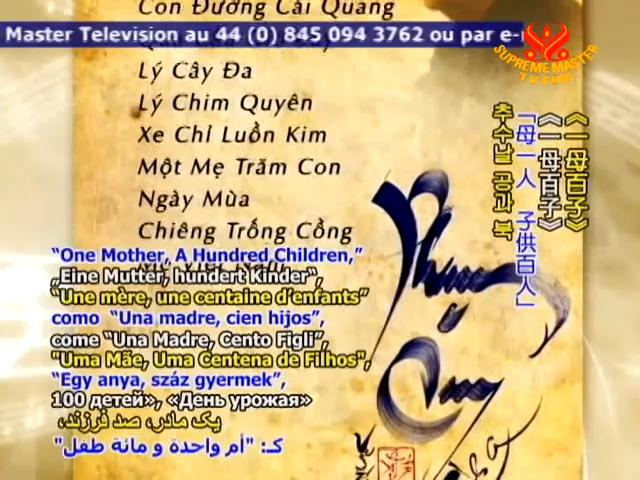 Con Đường Cái Quang
Master Television au 44 (0) 845 094 3762 ou par e-
SUPREME MASTER
TV.COM
Lý Cây Đa
Lý Chim Quyên
Xe Chỉ Luồn Kim
Một Mẹ Trăm Con
Ngày Mùa
Chiêng Trống Cồng
"One Mother, A Hundred Children,"
„Eine Mutter, hundert Kinder",
"Une mère, une centaine d'enfants"
como "Una madre, cien hijos",
come "Una Madre, Cento Figli",
"Uma Mãe, Uma Centena de Filhos",
"Egy anya, száz gyermek",
100 детей», «День урожая»
یک مادر، صد فرزند،
کـ: "أم واحدة و مائة طفل"
《一母百子》
《一母百子》
「母一人 子供百人」
추수날 공과 북